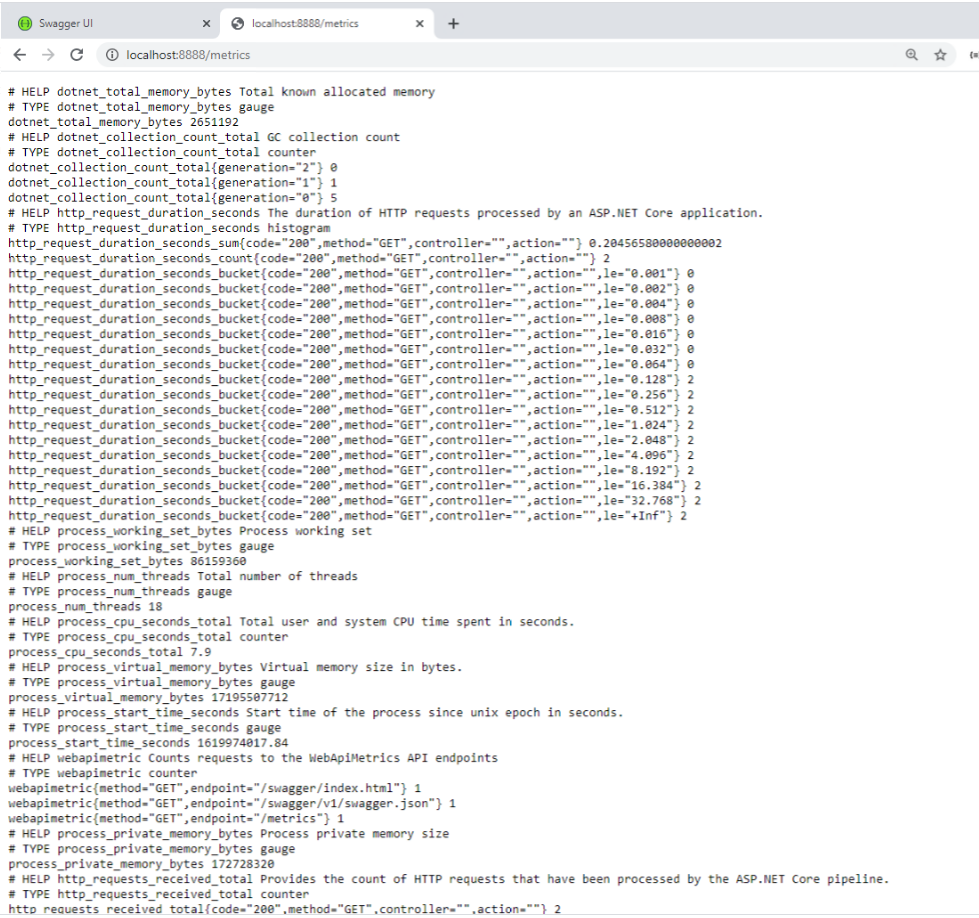 Swagger UI
localhost:8888/metrics
localhost:8888/metrics
# HELP dotnet_total_memory_bytes Total known allocated memory
# TYPE dotnet_total_memory_bytes gauge
dotnet_total_memory_bytes 2651192
# HELP dotnet_collection_count_total GC collection count
# TYPE dotnet_collection_count_total counter
dotnet_collection_count_total{generation="2"} 0
dotnet_collection_count_total{generation="1"} 1
dotnet_collection_count_total{generation="0"} 5
# HELP http_request_duration_seconds The duration of HTTP requests processed by an ASP.NET Core application.
# TYPE http_request_duration_seconds histogram
http_request_duration_seconds_sum{code="200",method="GET",controller="",action=""} 0.20456580000000002
http_request_duration_seconds_count{code="200",method="GET",controller="",action=""} 2
http_request_duration_seconds_bucket{code="200",method="GET",controller="",action="",le="0.001"} 0
http_request_duration_seconds_bucket{code="200",method="GET",controller="",action="",le="0.002"} 0
http_request_duration_seconds_bucket{code="200",method="GET",controller="",action="",le="0.004"} 0
http_request_duration_seconds_bucket{code="200",method="GET",controller="",action="",le="0.008"} 0
http_request_duration_seconds_bucket{code="200",method="GET",controller="",action="",le="0.016"} 0
http_request_duration_seconds_bucket{code="200",method="GET",controller="",action="",le="0.032"} 0
http_request_duration_seconds_bucket{code="200",method="GET",controller="",action="",le="0.064"} 0
http_request_duration_seconds_bucket{code="200",method="GET",controller="",action="",le="0.128"} 2
http_request_duration_seconds_bucket{code="200",method="GET",controller="",action="",le="0.256"} 2
http_request_duration_seconds_bucket{code="200",method="GET",controller="",action="",le="0.512"} 2
http_request_duration_seconds_bucket{code="200",method="GET",controller="",action="",le="1.024"} 2
http_request_duration_seconds_bucket{code="200",method="GET",controller="",action="",le="2.048"} 2
http_request_duration_seconds_bucket{code="200",method="GET",controller="",action="",le="4.096"} 2
http_request_duration_seconds_bucket{code="200",method="GET",controller="",action="",le="8.192"} 2
http_request_duration_seconds_bucket{code="200",method="GET",controller="",action="",le="16.384"} 2
http_request_duration_seconds_bucket{code="200",method="GET",controller="",action="",le="32.768"} 2
http_request_duration_seconds_bucket{code="200",method="GET",controller="",action="",le="+Inf"} 2
# HELP process_working_set_bytes Process working set
# TYPE process_working_set_bytes gauge
process_working_set_bytes 86159360
# HELP process_num_threads Total number of threads
# TYPE process_num_threads gauge
process_num_threads 18
# HELP process_cpu_seconds_total Total user and system CPU time spent in seconds.
# TYPE process_cpu_seconds_total counter
process_cpu_seconds_total 7.9
# HELP process_virtual_memory_bytes Virtual memory size in bytes.
# TYPE process_virtual_memory_bytes gauge
process_virtual_memory_bytes 17195507712
# HELP process_start_time_seconds Start time of the process since unix epoch in seconds.
# TYPE process_start_time_seconds gauge
process_start_time_seconds 1619974017.84
# HELP webapimetric Counts requests to the WebApiMetrics API endpoints
# TYPE webapimetric counter
webapimetric{method="GET",endpoint="/swagger/index.html"} 1
webapimetric{method="GET",endpoint="/swagger/v1/swagger.json"} 1
webapimetric{method="GET",endpoint="/metrics"} 1
# HELP process_private_memory_bytes Process private memory size
# TYPE process_private_memory_bytes gauge
process_private_memory_bytes 172728320
# HELP http_requests_received_total Provides the count of HTTP requests that have been processed by the ASP.NET Core pipeline.
# TYPE http_requests_received_total counter
http_requests_received_total{code="200",method="GET",controller="",action=""} 2